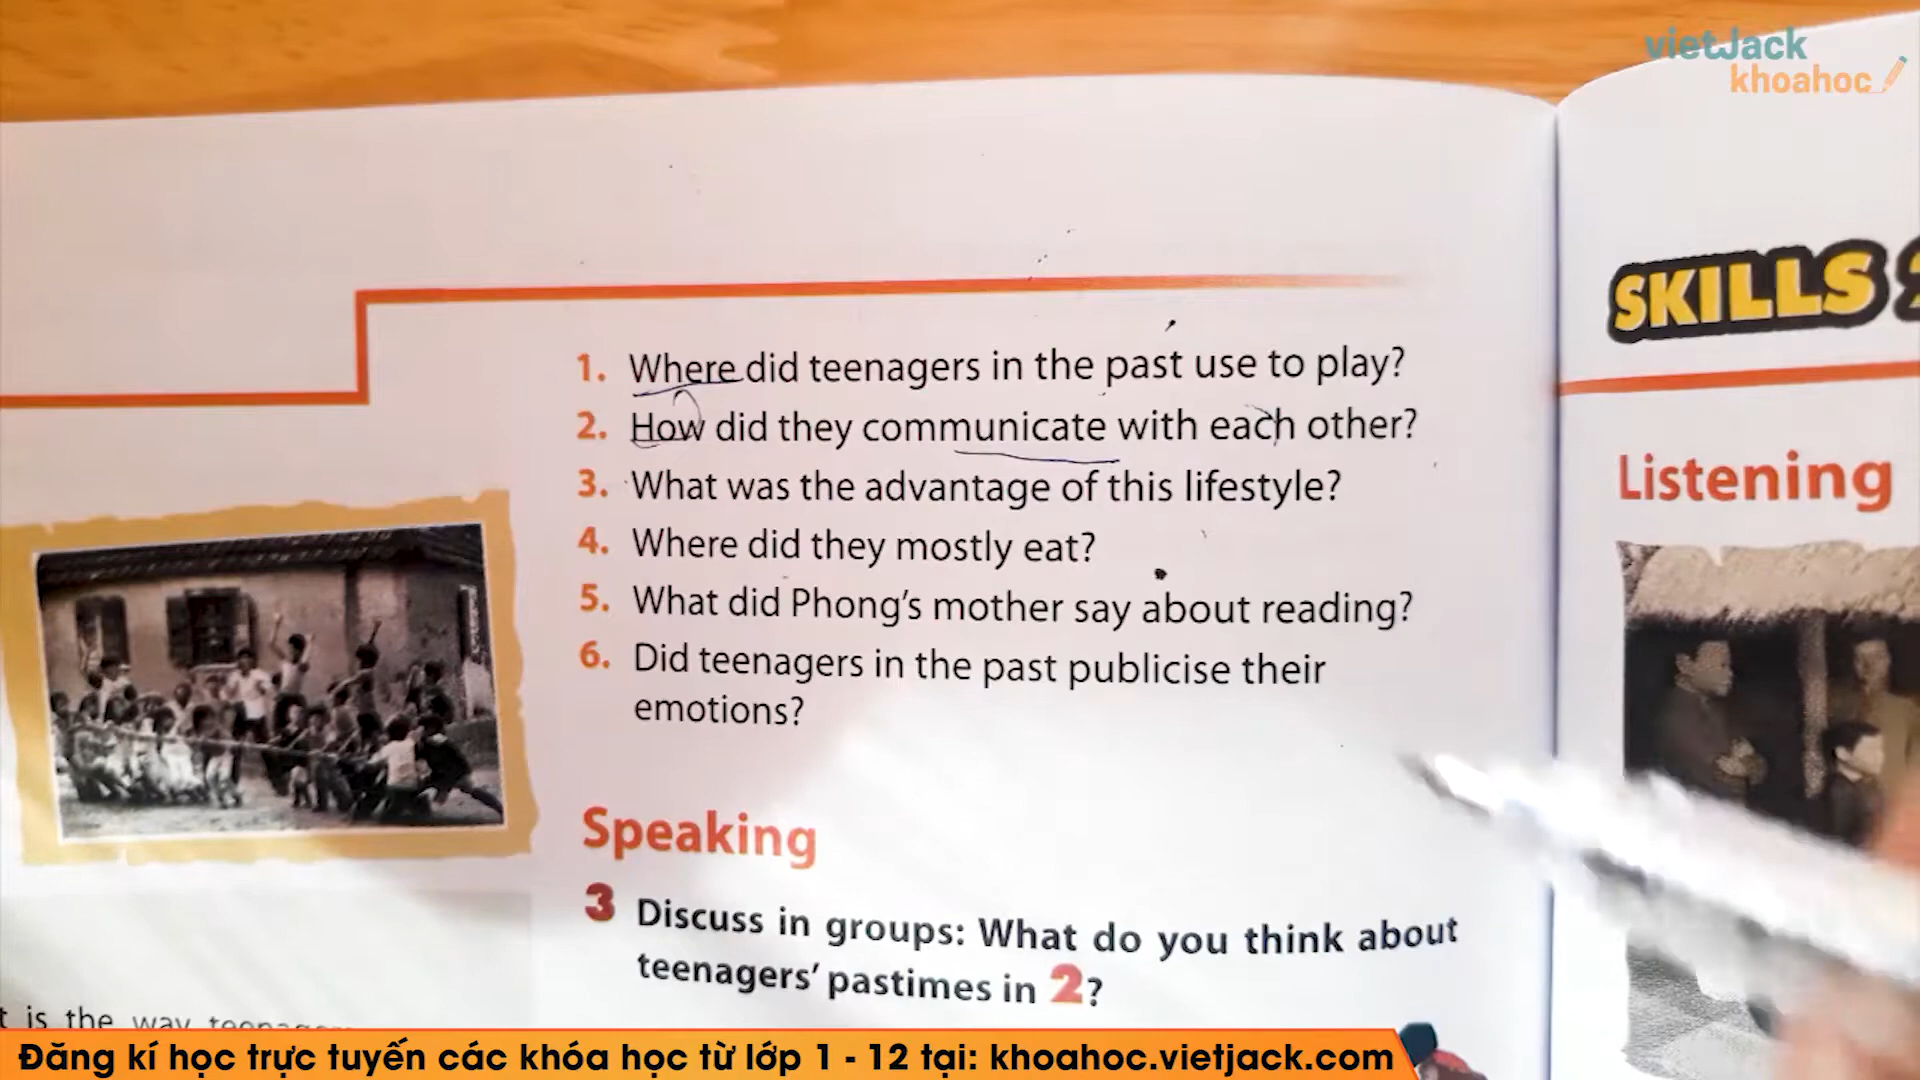 vietJack
khoahoc
1. Where did teenagers in the past use to play?
2. How did they communicate with each other?
3. What was the advantage of this lifestyle?
4. Where did they mostly eat?
5. What did Phong's mother say about reading?
6. Did teenagers in the past publicise their
emotions?
Speaking
3 Discuss in groups: What do you think about
teenagers' pastimes in 2?
is the way
SKILLS
Listening
Đăng kí học trực tuyến các khóa học từ lớp 1 - 12 tại: khoahoc.vietjack.com